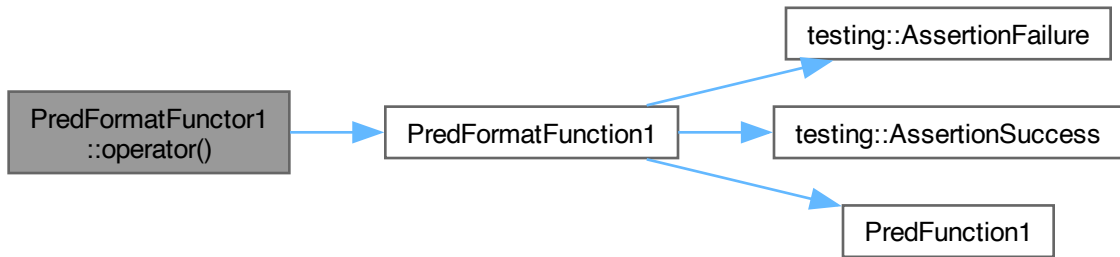 PredFormatFunctor1
::operator()
PredFormatFunction1
testing::AssertionFailure
testing::AssertionSuccess
PredFunction1